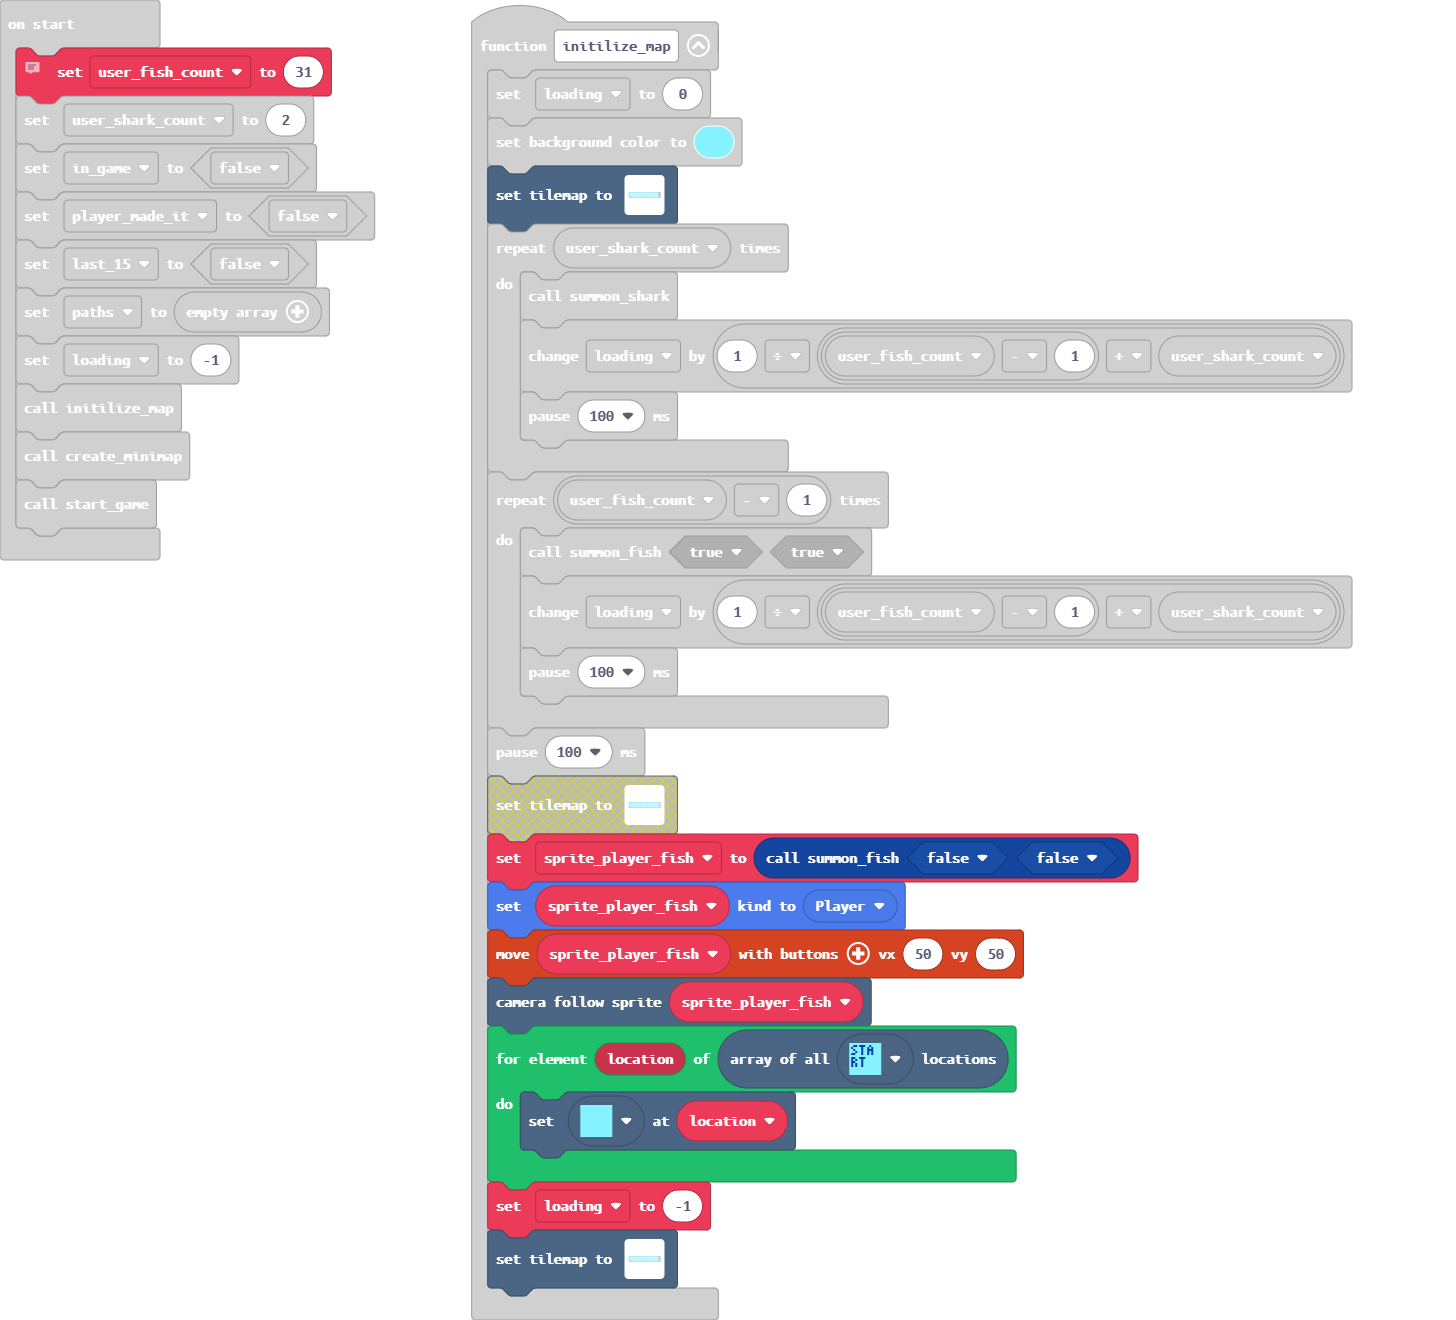 on start
set user_fish_count to 31
set user_shark_count to 2
set in_game to false
set player_made_it to false
set last_15 to false
set paths to empty array
set loading to -1
call initilize_map
call create_minimap
call start_game
function initilize_map
set loading to 0
set background color to
set tilemap to
repeat user_shark_count times
do
call summon_shark
change loading by 1 ÷ user_fish_count - 1 + user_shark_count
pause 100 ms
repeat user_fish_count - 1 times
do
call summon_fish true true
change loading by 1 ÷ user_fish_count - 1 + user_shark_count
pause 100 ms
pause 100 ms
set tilemap to
set sprite_player_fish to call summon_fish false false
set sprite_player_fish kind to Player
move sprite_player_fish with buttons vx 50 vy 50
camera follow sprite sprite_player_fish
for element location of array of all START locations
do
set at location
set loading to -1
set tilemap to